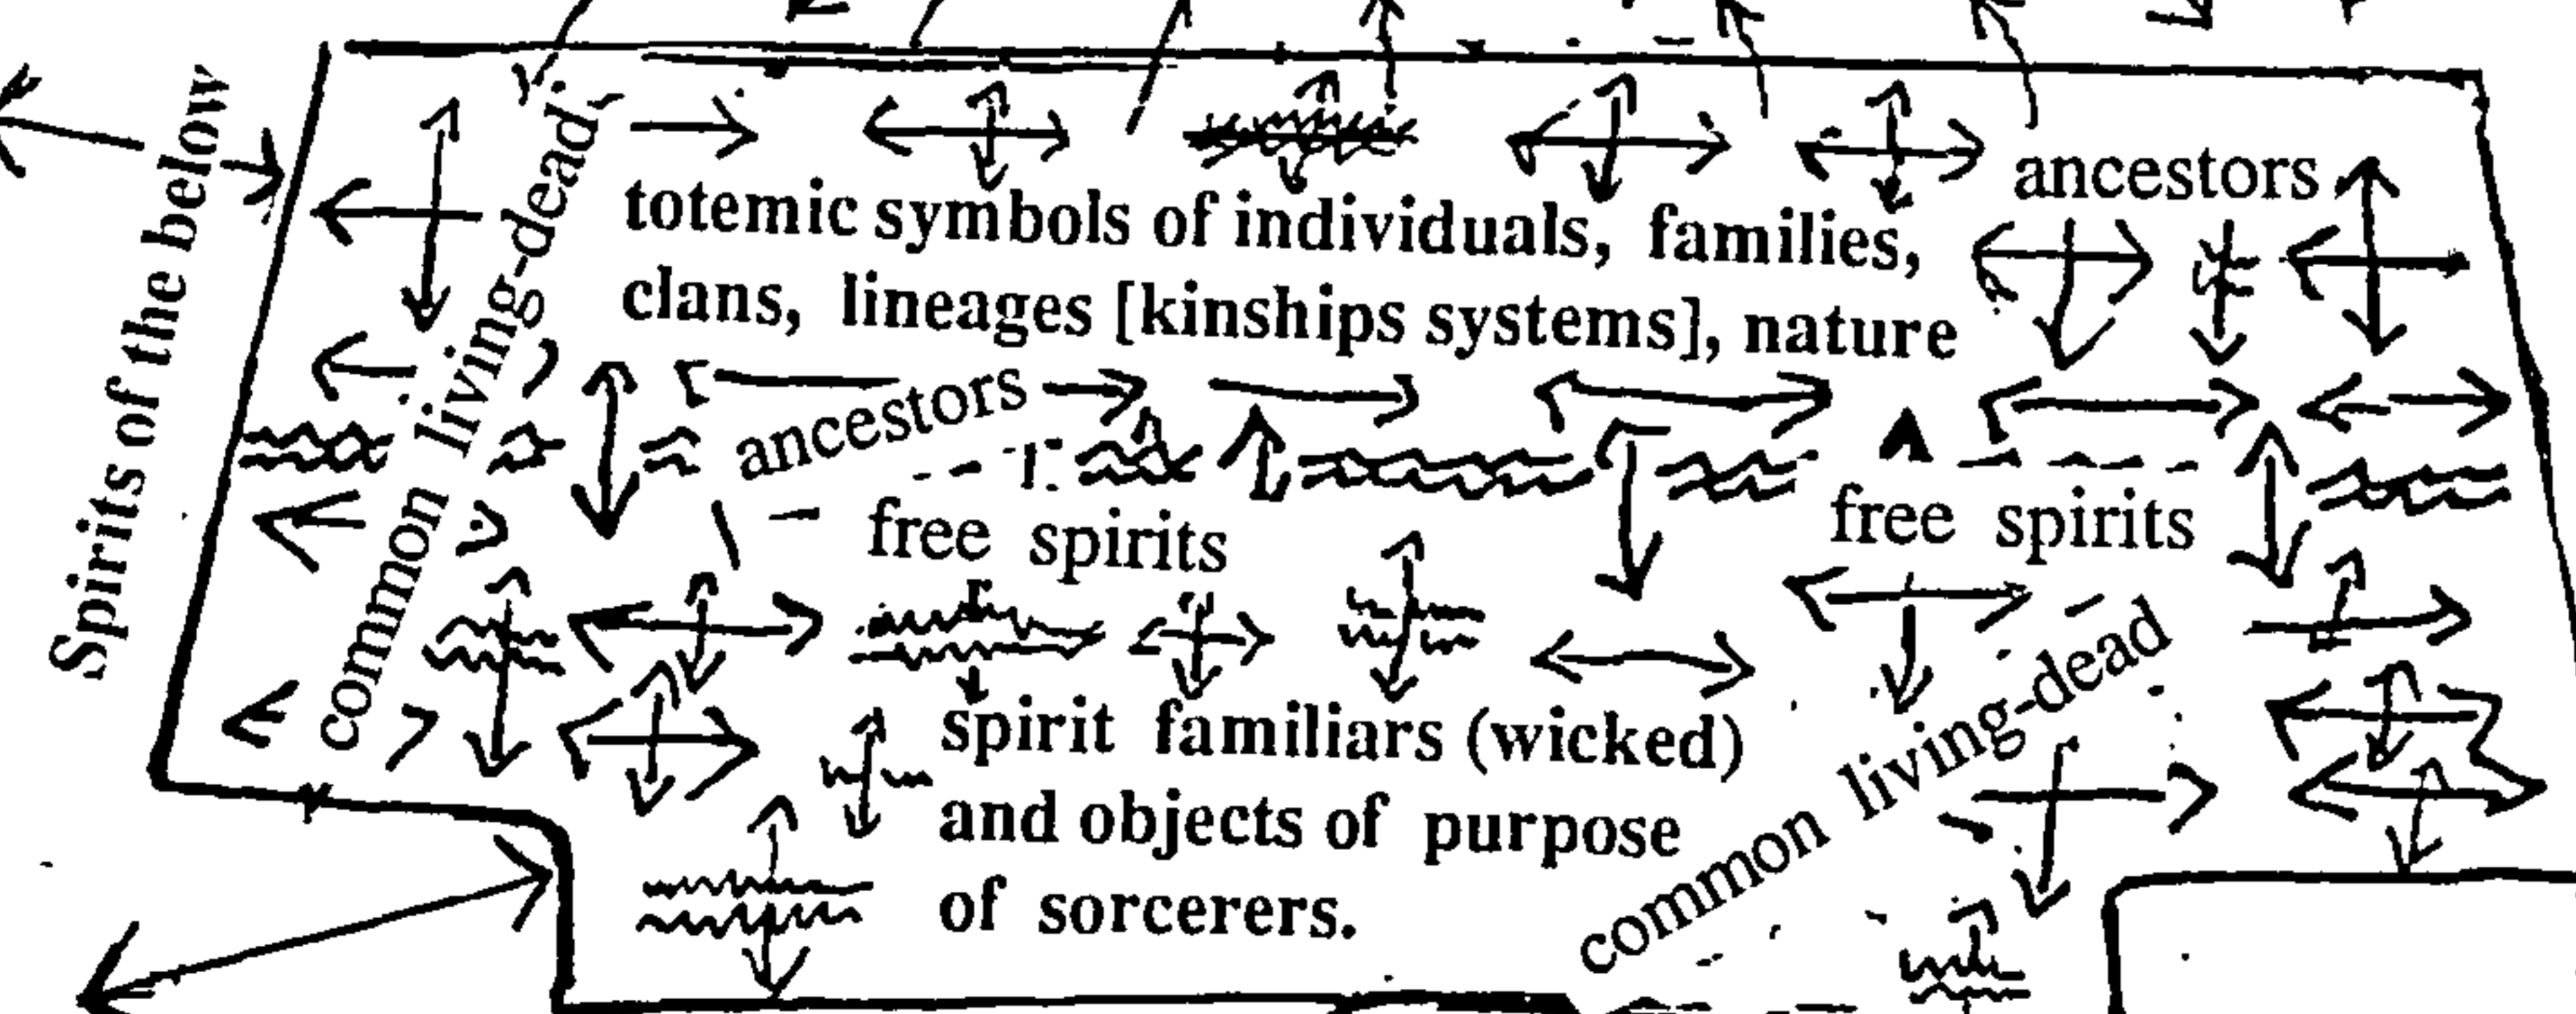 Spirits of the below
common living-dead;
totemic symbols of individuals, families,
clans, lineages [kinships systems], nature
ancestors
ancestors
free spirits
free spirits
spirit familiars (wicked)
and objects of purpose
of sorcerers.
common living-dead